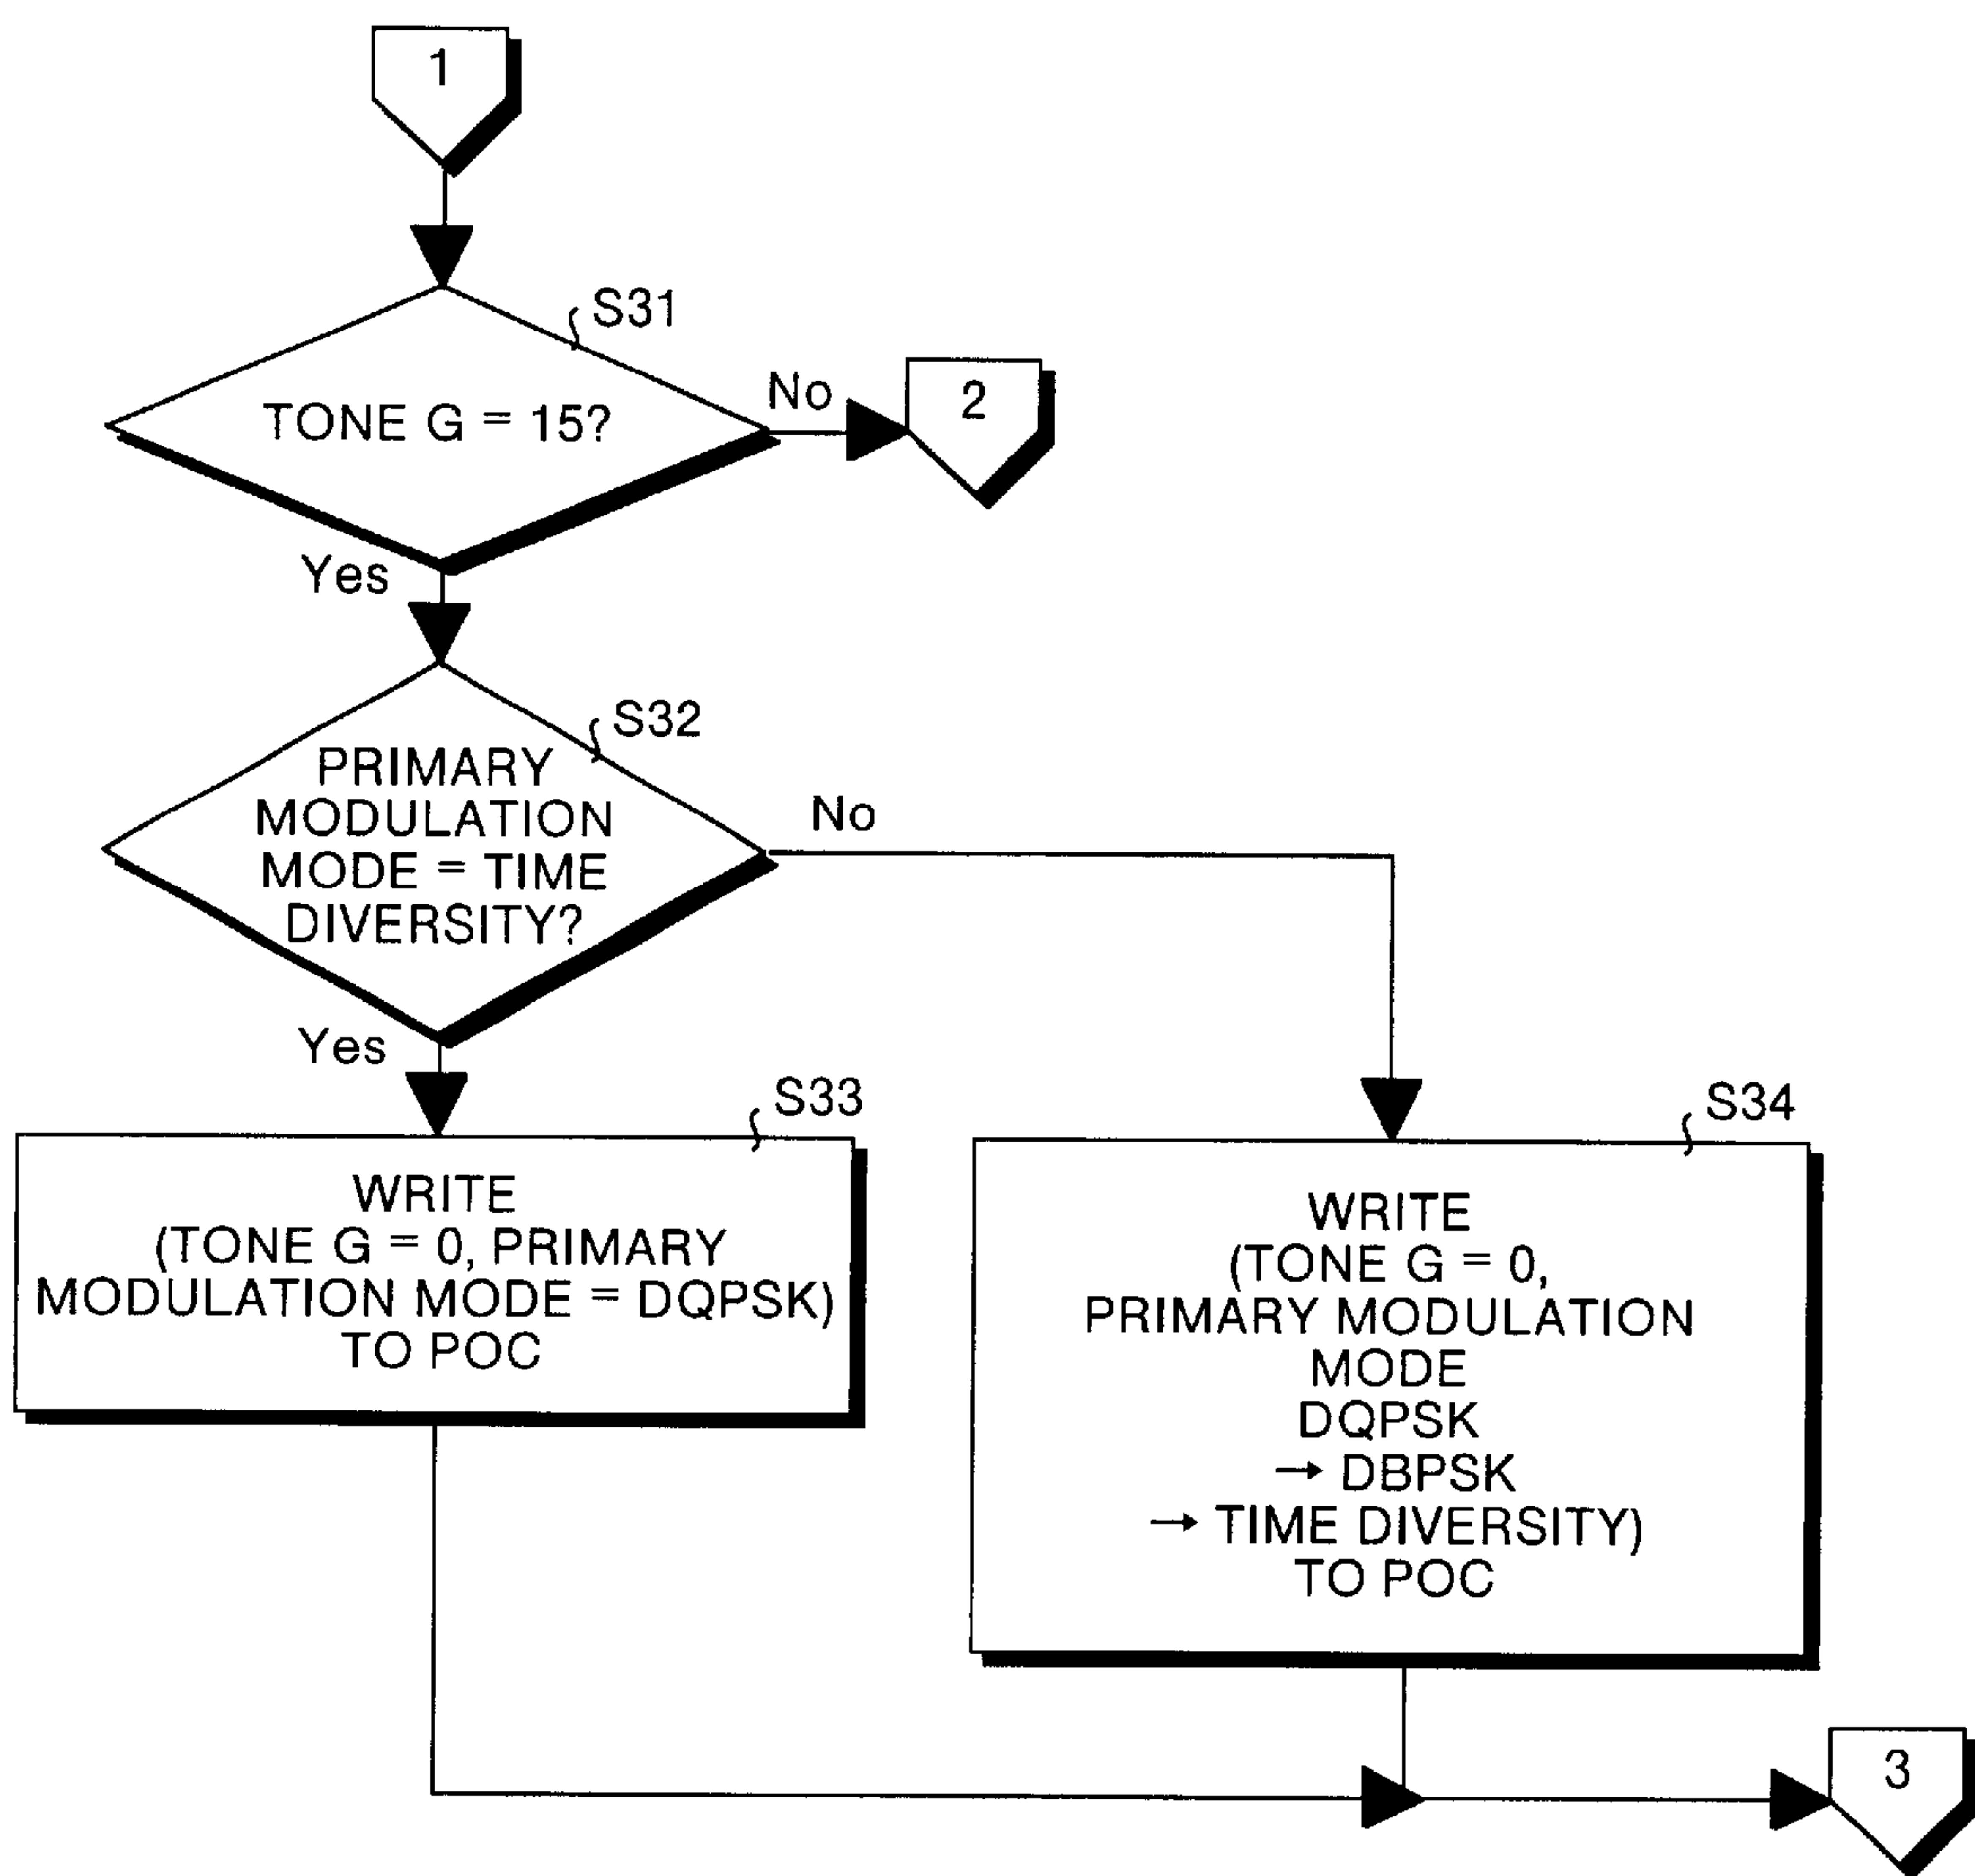 1
S31
TONE G = 15?
No
2
Yes
S32
PRIMARY
MODULATION
MODE = TIME
DIVERSITY?
No
Yes
S33
WRITE
(TONE G = 0, PRIMARY
MODULATION MODE = DQPSK)
TO POC
S34
WRITE
(TONE G = 0,
PRIMARY MODULATION
MODE
DQPSK
→ DBPSK
→ TIME DIVERSITY)
TO POC
3